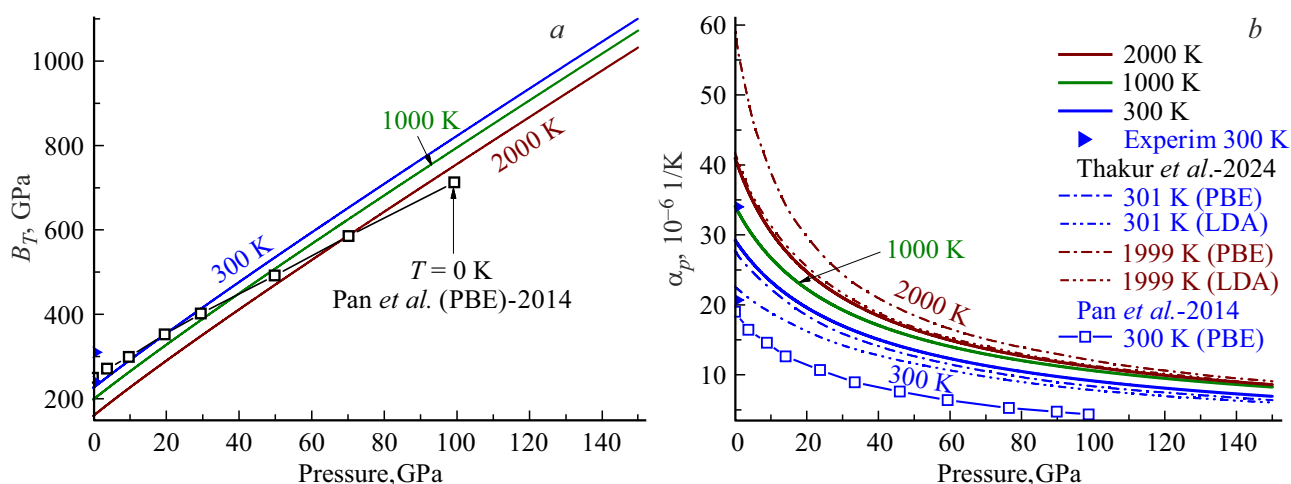 a
1000
800
600
400
200
B_T, GPa
1000 K
2000 K
300 K
T = 0 K
Pan et al. (PBE)-2014
0 20 40 60 80 100 120 140
Pressure, GPa
b
60
50
40
30
20
10
α_p, 10^−6 1/K
2000 K
1000 K
300 K
Experim 300 K
Thakur et al.-2024
301 K (PBE)
301 K (LDA)
1999 K (PBE)
1999 K (LDA)
Pan et al.-2014
300 K (PBE)
1000 K
2000 K
300 K
0 20 40 60 80 100 120 140
Pressure, GPa